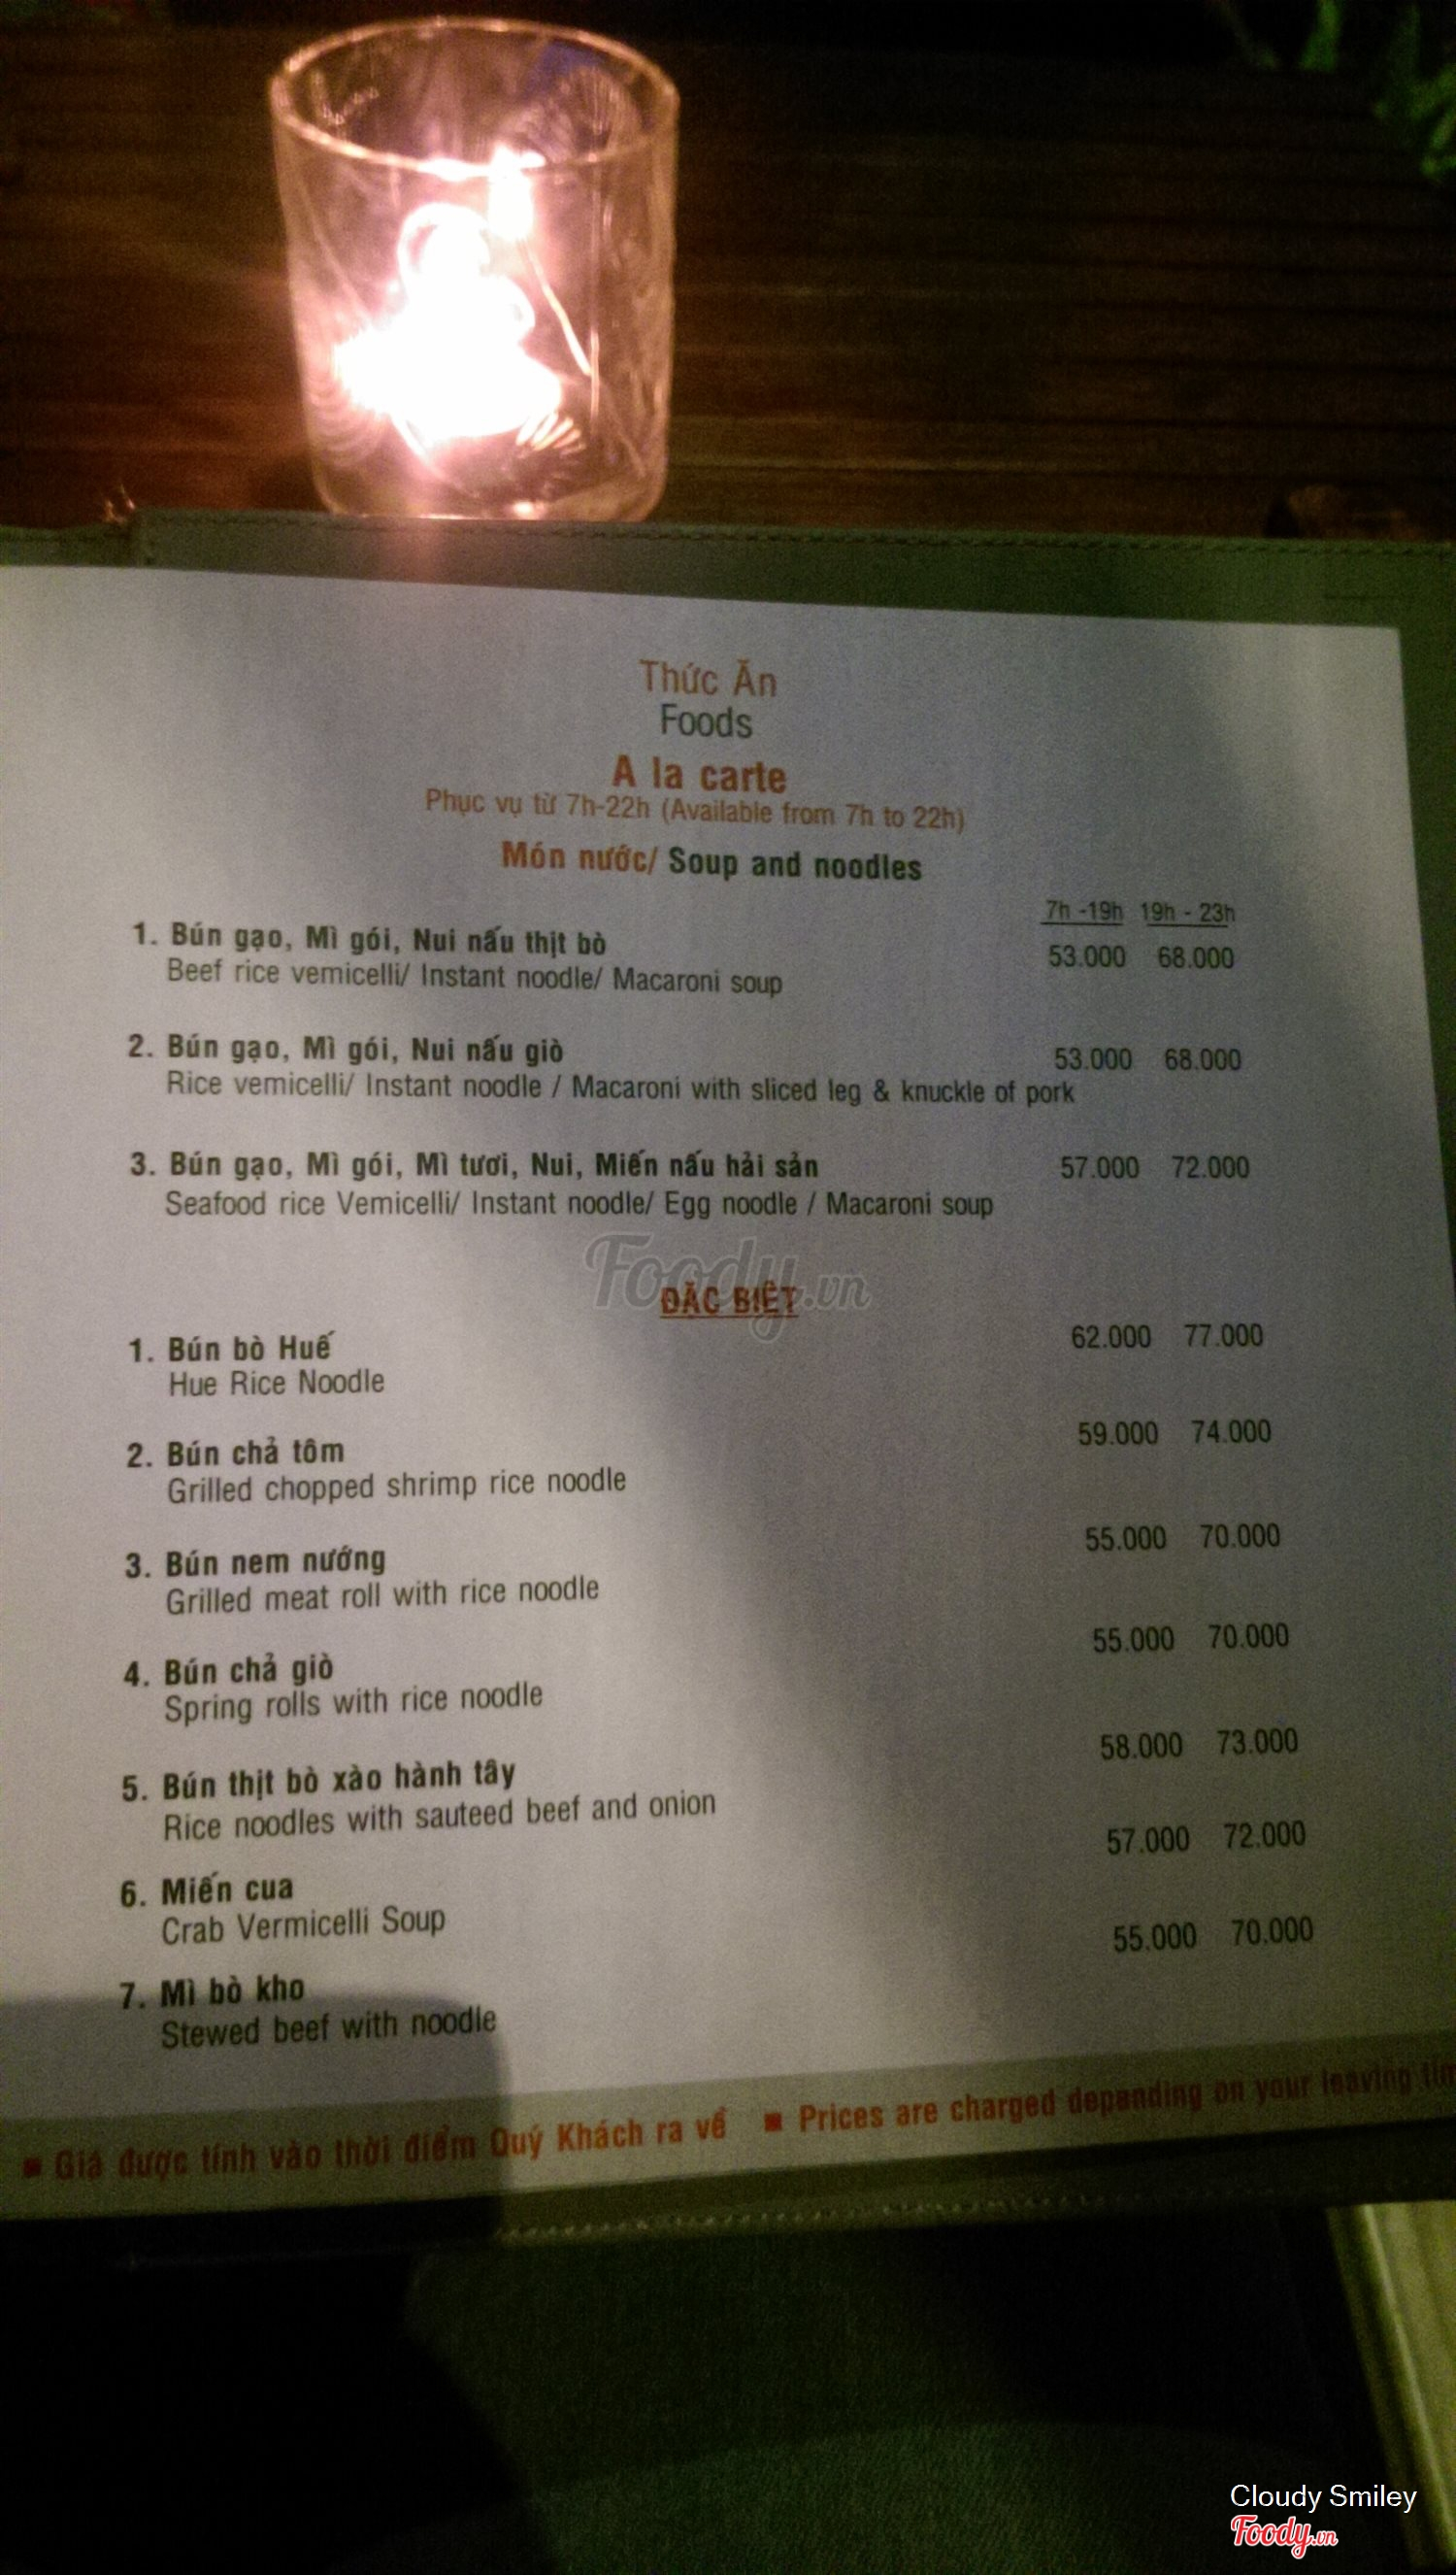 Thức Ăn
Foods
A la carte
Phục vụ từ 7h-22h (Available from 7h to 22h)
Món nước/ Soup and noodles
7h -19h 19h - 23h
1. Bún gạo, Mì gói, Nui nấu thịt bò 53.000 68.000
Beef rice vemicelli/ Instant noodle/ Macaroni soup
2. Bún gạo, Mì gói, Nui nấu giò 53.000 68.000
Rice vemicelli/ Instant noodle / Macaroni with sliced leg & knuckle of pork
3. Bún gạo, Mì gói, Mì tươi, Nui, Miến nấu hải sản 57.000 72.000
Seafood rice Vemicelli/ Instant noodle/ Egg noodle / Macaroni soup
Foody.vn
ĐẶC BIỆT
1. Bún bò Huế 62.000 77.000
Hue Rice Noodle
2. Bún chả tôm 59.000 74.000
Grilled chopped shrimp rice noodle
3. Bún nem nướng 55.000 70.000
Grilled meat roll with rice noodle
4. Bún chả giò 55.000 70.000
Spring rolls with rice noodle
5. Bún thịt bò xào hành tây 58.000 73.000
Rice noodles with sauteed beef and onion
6. Miến cua 57.000 72.000
Crab Vermicelli Soup
7. Mì bò kho 55.000 70.000
Stewed beef with noodle
■ Giá được tính vào thời điểm Quý Khách ra về ■ Prices are charged depending on your leaving
Cloudy Smiley
Foody.vn